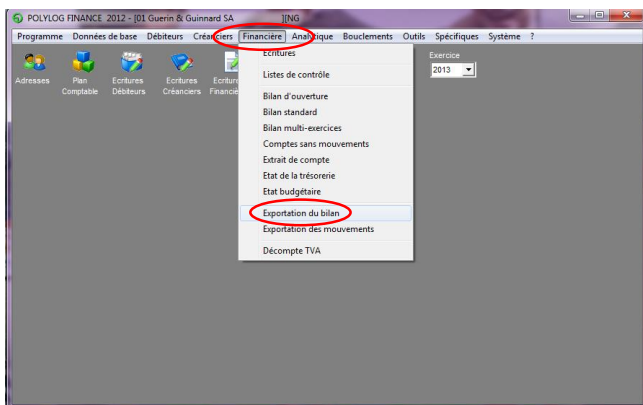 POLYLOG FINANCE 2012 - [01 Guerin & Guinnard SA ][NG
Programme Données de base Débiteurs Créanciers Financière Analytique Bouclements Outils Spécifiques Système ?
Adresses
Plan Comptable
Ecritures Débiteurs
Ecritures Créanciers
Exercice
2013
Ecritures
Listes de contrôle
Bilan d'ouverture
Bilan standard
Bilan multi-exercices
Comptes sans mouvements
Extrait de compte
Etat de la trésorerie
Etat budgétaire
Exportation du bilan
Exportation des mouvements
Décompte TVA